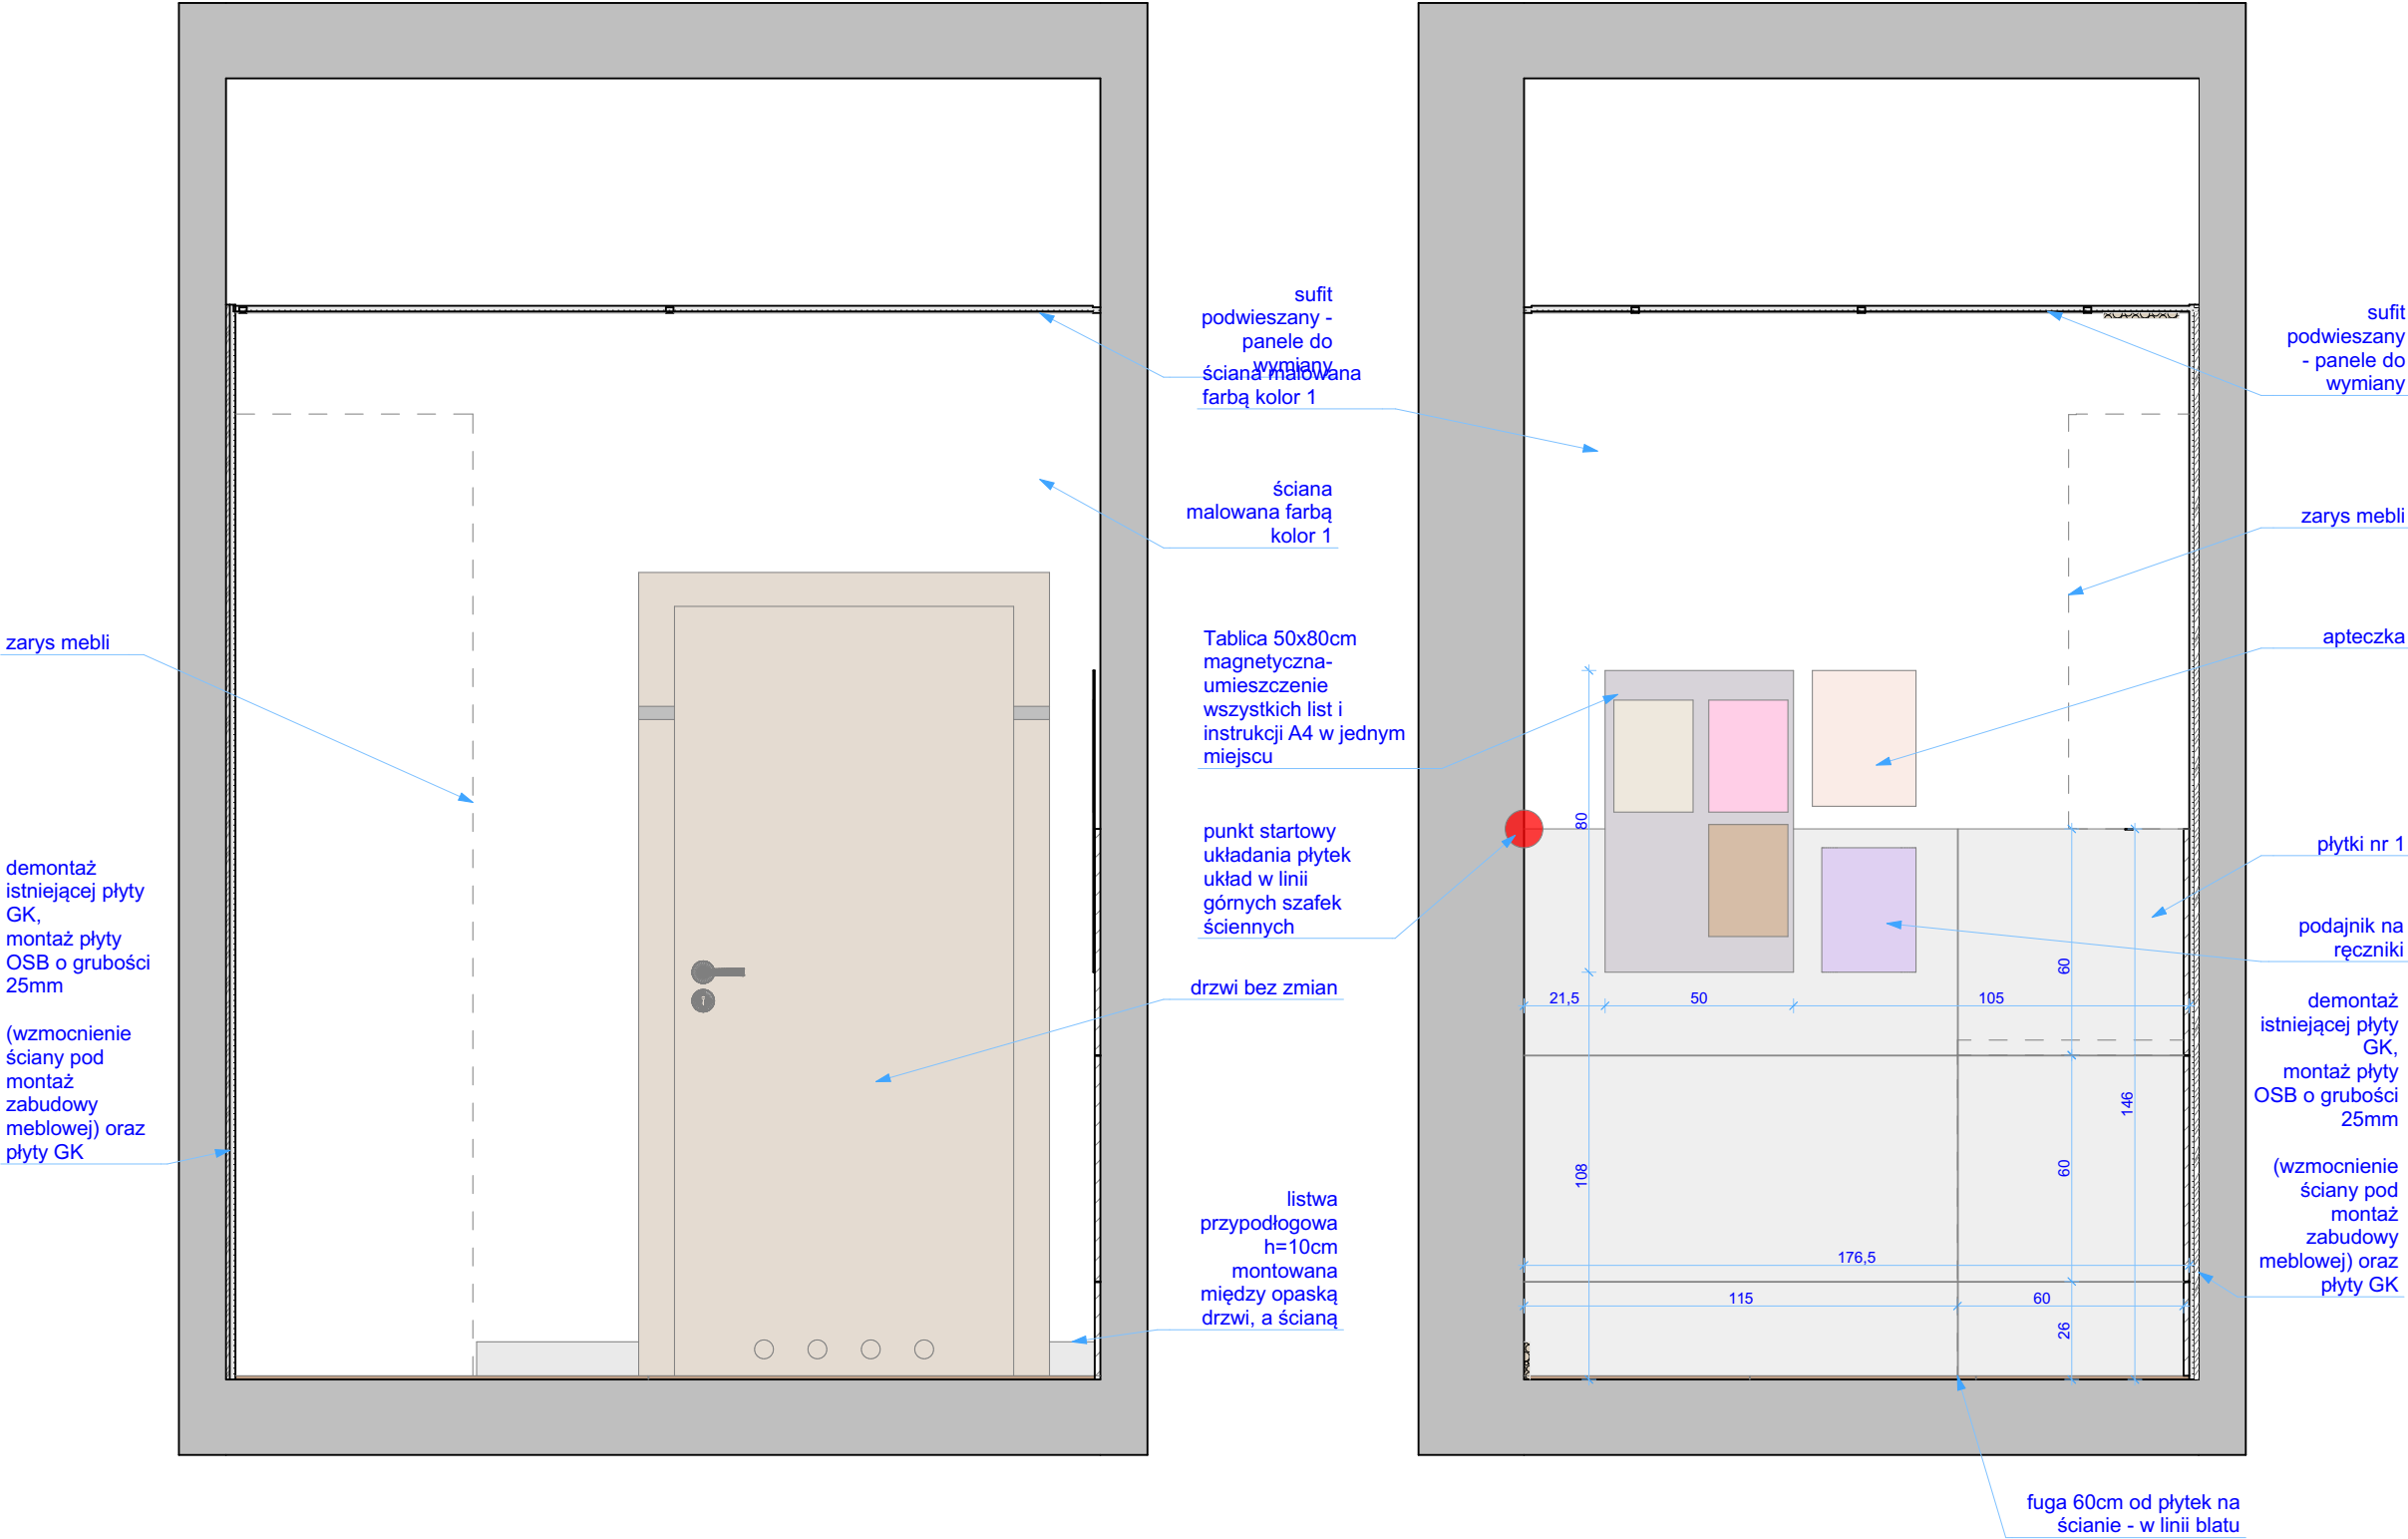 zarys mebli
demontaż
istniejącej płyty
GK,
montaż płyty
OSB o grubości
25mm
(wzmocnienie
ściany pod
montaż
zabudowy
meblowej) oraz
płyty GK
sufit
podwieszany -
panele do
wymiany
ściana malowana
farbą kolor 1
ściana
malowana farbą
kolor 1
Tablica 50x80cm
magnetyczna-
umieszczenie
wszystkich list i
instrukcji A4 w jednym
miejscu
punkt startowy
układania płytek
układ w linii
górnych szafek
ściennych
drzwi bez zmian
listwa
przypodłogowa
h=10cm
montowana
między opaską
drzwi, a ścianą
80
21,5
50
105
60
108
60
146
176,5
115
60
26
sufit
podwieszany
- panele do
wymiany
zarys mebli
apteczka
płytki nr 1
podajnik na
ręczniki
demontaż
istniejącej płyty
GK,
montaż płyty
OSB o grubości
25mm
(wzmocnienie
ściany pod
montaż
zabudowy
meblowej) oraz
płyty GK
fuga 60cm od płytek na
ścianie - w linii blatu